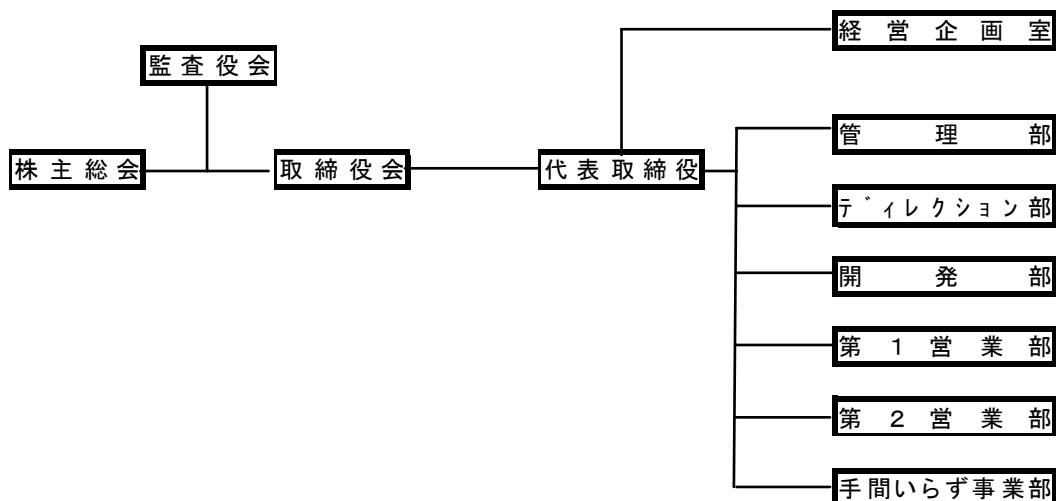 経営企画室
監査役会
管理部
株主総会
取締役会
代表取締役
ディレクション部
開発部
第1営業部
第2営業部
手間いらず事業部